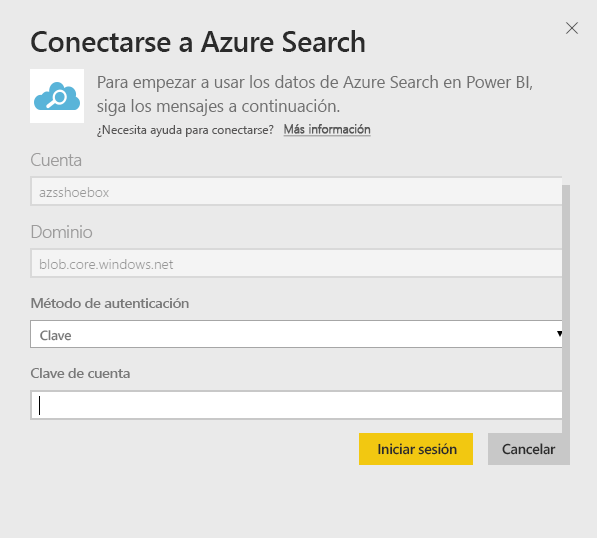 Conectarse a Azure Search
Para empezar a usar los datos de Azure Search en Power BI,
siga los mensajes a continuación.
¿Necesita ayuda para conectarse? Más información
Cuenta
azsshoebox
Dominio
blob.core.windows.net
Método de autenticación
Clave
Clave de cuenta
Iniciar sesión Cancelar